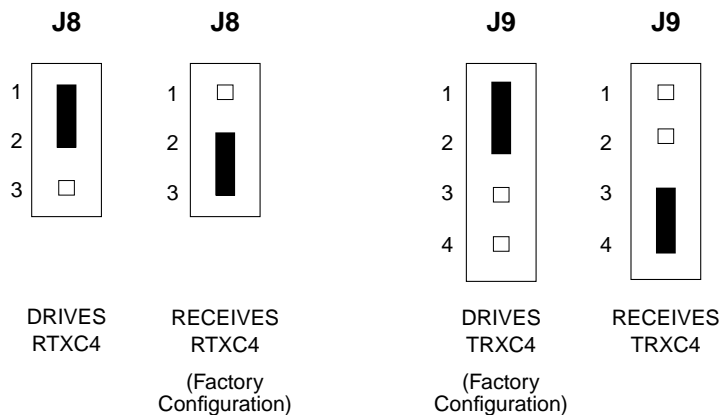 J8
1
2
3
DRIVES
RTXC4
J8
1
2
3
RECEIVES
RTXC4
(Factory
Configuration)
J9
1
2
3
4
DRIVES
TRXC4
(Factory
Configuration)
J9
1
2
3
4
RECEIVES
TRXC4